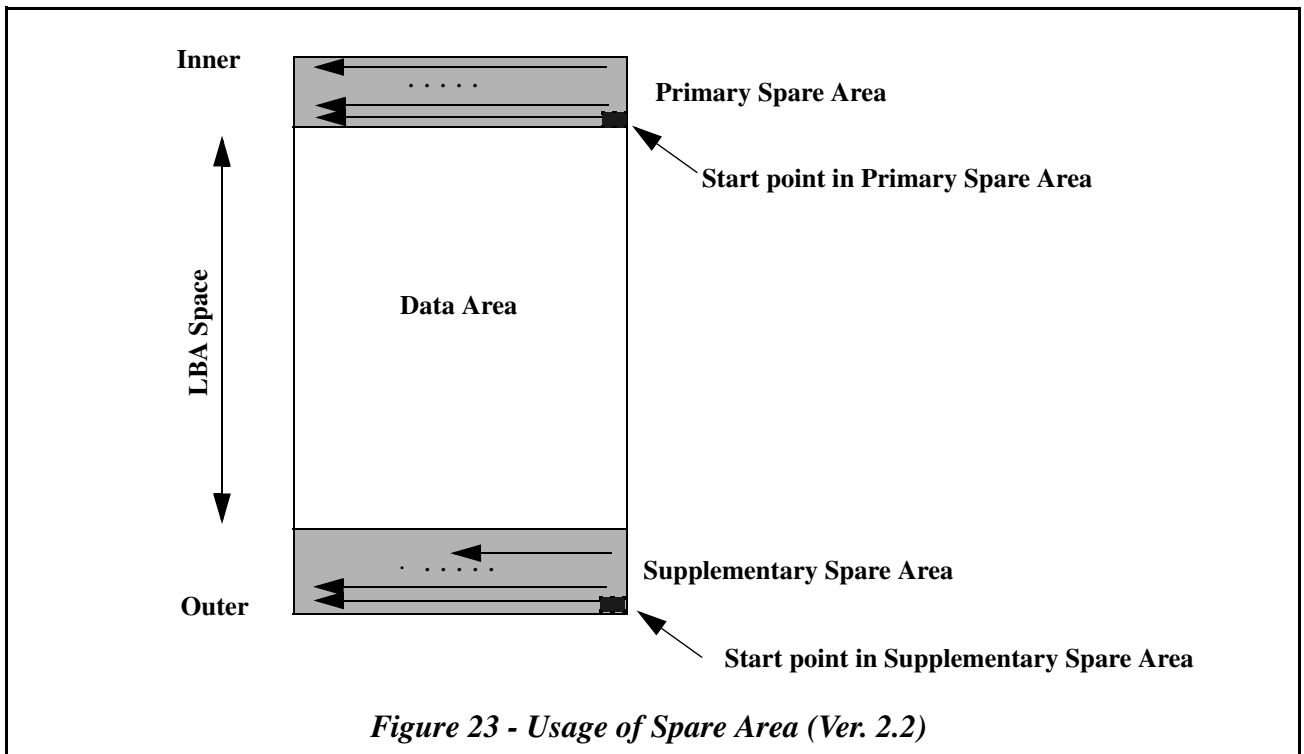 Inner
Primary Spare Area
Start point in Primary Spare Area
LBA Space
Data Area
Supplementary Spare Area
Outer
Start point in Supplementary Spare Area
Figure 23 - Usage of Spare Area (Ver. 2.2)